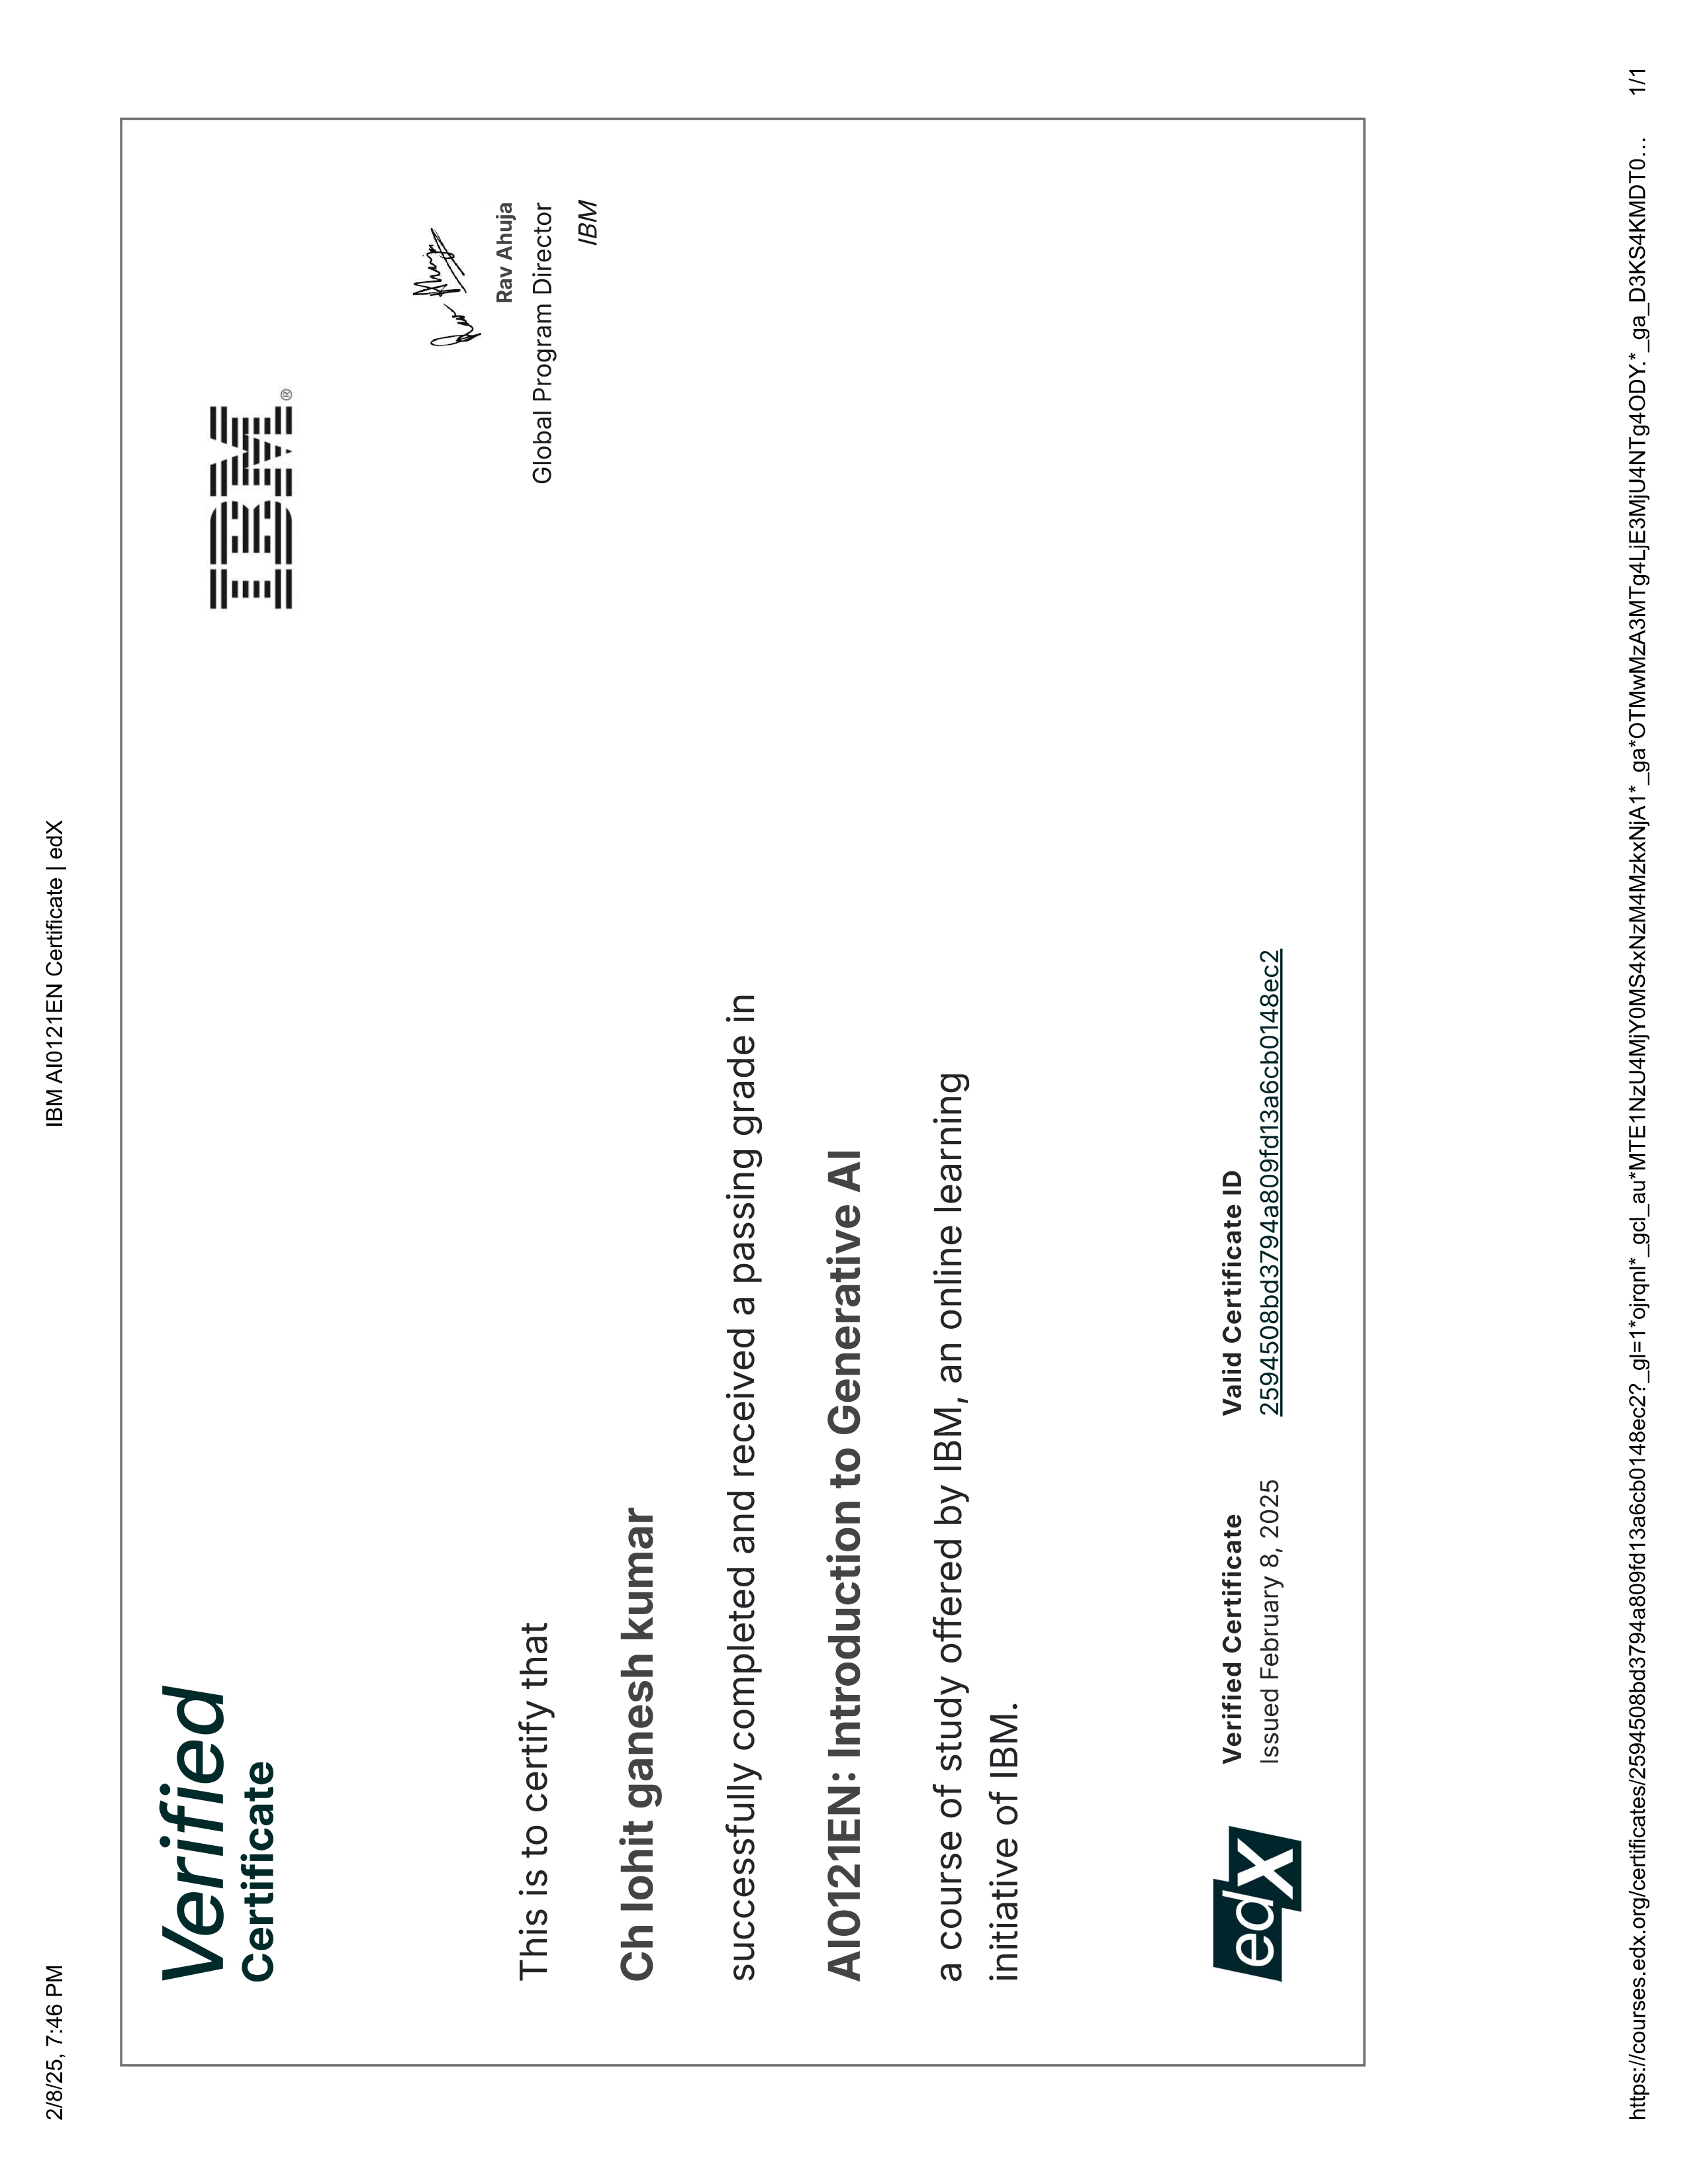 2/8/25, 7:46 PM
IBM AI0121EN Certificate | edX
Verified
Certificate
IBM®
Rav Ahuja
Rav Ahuja
Global Program Director
IBM
This is to certify that
Ch lohit ganesh kumar
successfully completed and received a passing grade in
AI0121EN: Introduction to Generative AI
a course of study offered by IBM, an online learning
initiative of IBM.
edX
Verified Certificate
Issued February 8, 2025
Valid Certificate ID
2594508bd3794a809fd13a6cb0148ec2
https://courses.edx.org/certificates/2594508bd3794a809fd13a6cb0148ec2?_gl=1*ojrqnl*_gcl_au*MTE1NzU4MjY0MS4xNzM4MzkxNjA1*_ga*OTMwMzA3MTg4LjE3MjU4NTg4ODY.*_ga_D3KS4KMDT0…
1/1